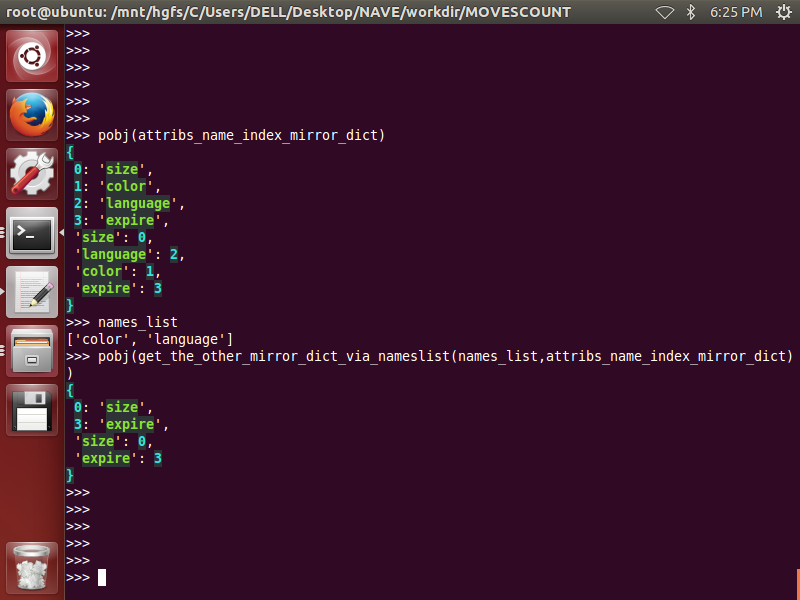 root@ubuntu: /mnt/hgfs/C/Users/DELL/Desktop/NAVE/workdir/MOVESCOUNT 6:25 PM
>>>
>>>
>>>
>>>
>>>
>>>
>>> pobj(attribs_name_index_mirror_dict)
{
 0: 'size',
 1: 'color',
 2: 'language',
 3: 'expire',
 'size': 0,
 'language': 2,
 'color': 1,
 'expire': 3
}
>>> names_list
['color', 'language']
>>> pobj(get_the_other_mirror_dict_via_nameslist(names_list,attribs_name_index_mirror_dict)
)
{
 0: 'size',
 3: 'expire',
 'size': 0,
 'expire': 3
}
>>>
>>>
>>>
>>>
>>>
>>>